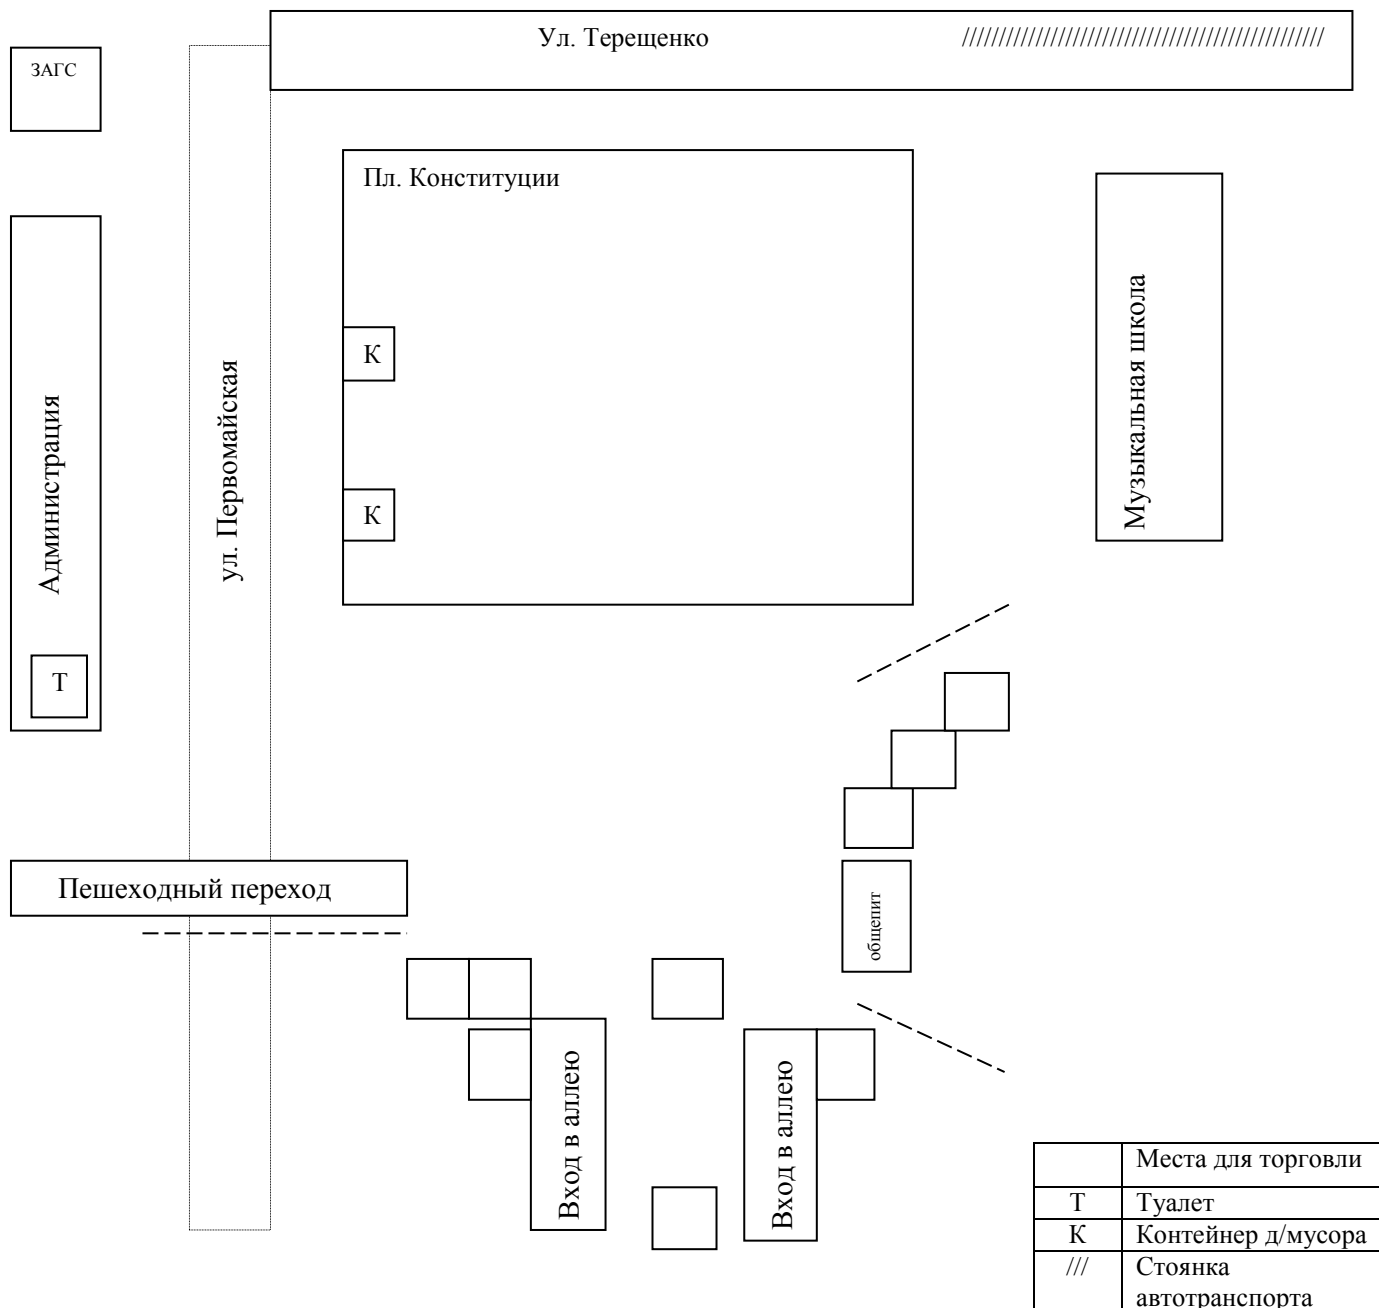 Ул. Терещенко ////////////////////////////////////////////////
ЗАГС
Пл. Конституции
Музыкальная школа
К
ул. Первомайская
Администрация
К
Т
Пешеходный переход
общепит
Вход в аллею
Вход в аллею
Места для торговли
Т Туалет
К Контейнер д/мусора
/// Стоянка
автотранспорта